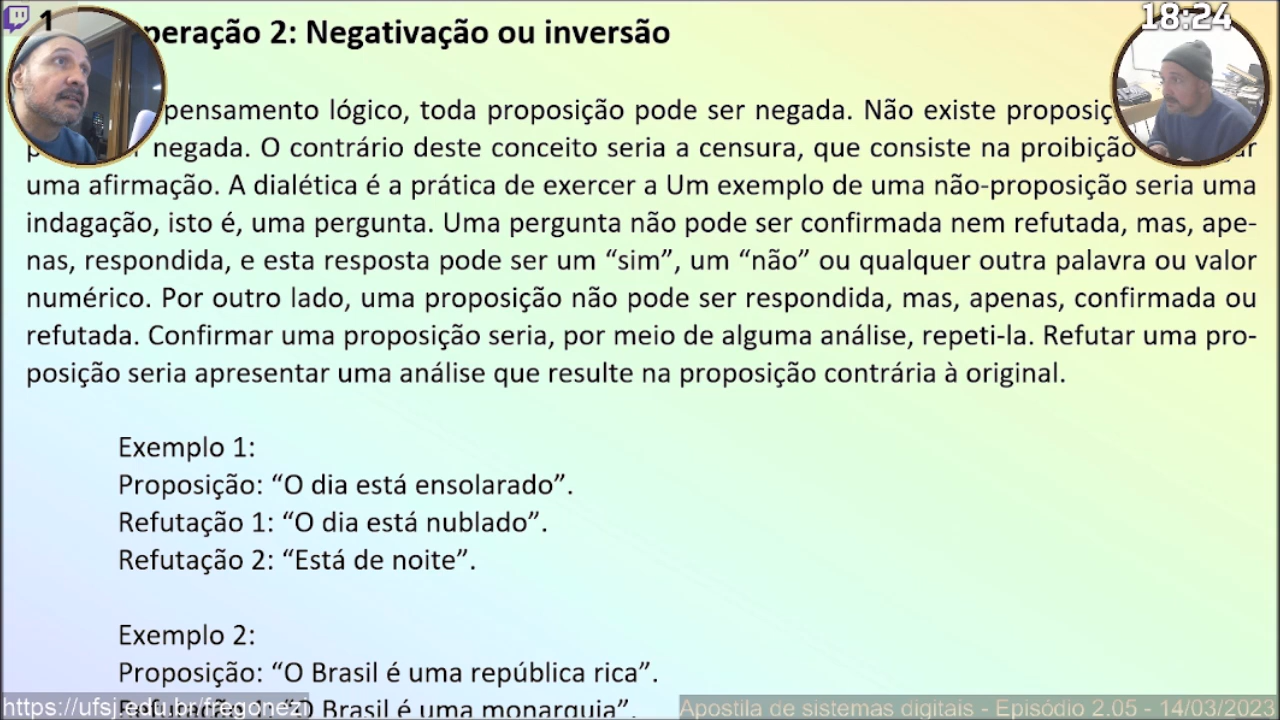 1
18:24
peração 2: Negativação ou inversão
pensamento lógico, toda proposição pode ser negada. Não existe proposiç
negada. O contrário deste conceito seria a censura, que consiste na proibição
uma afirmação. A dialética é a prática de exercer a Um exemplo de uma não-proposição seria uma
indagação, isto é, uma pergunta. Uma pergunta não pode ser confirmada nem refutada, mas, ape-
nas, respondida, e esta resposta pode ser um “sim”, um “não” ou qualquer outra palavra ou valor
numérico. Por outro lado, uma proposição não pode ser respondida, mas, apenas, confirmada ou
refutada. Confirmar uma proposição seria, por meio de alguma análise, repeti-la. Refutar uma pro-
posição seria apresentar uma análise que resulte na proposição contrária à original.
Exemplo 1:
Proposição: “O dia está ensolarado”.
Refutação 1: “O dia está nublado”.
Refutação 2: “Está de noite”.
Exemplo 2:
Proposição: “O Brasil é uma república rica”.
Refutação 1: “O Brasil é uma monarquia”.
https://ufsj.edu.br/fregonezi
Apostila de sistemas digitais - Episódio 2.05 - 14/03/2023